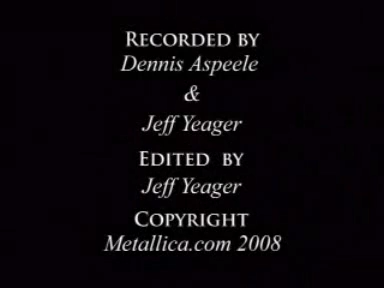 Recorded by
Dennis Aspeele
&
Jeff Yeager
Edited by
Jeff Yeager
Copyright
Metallica.com 2008